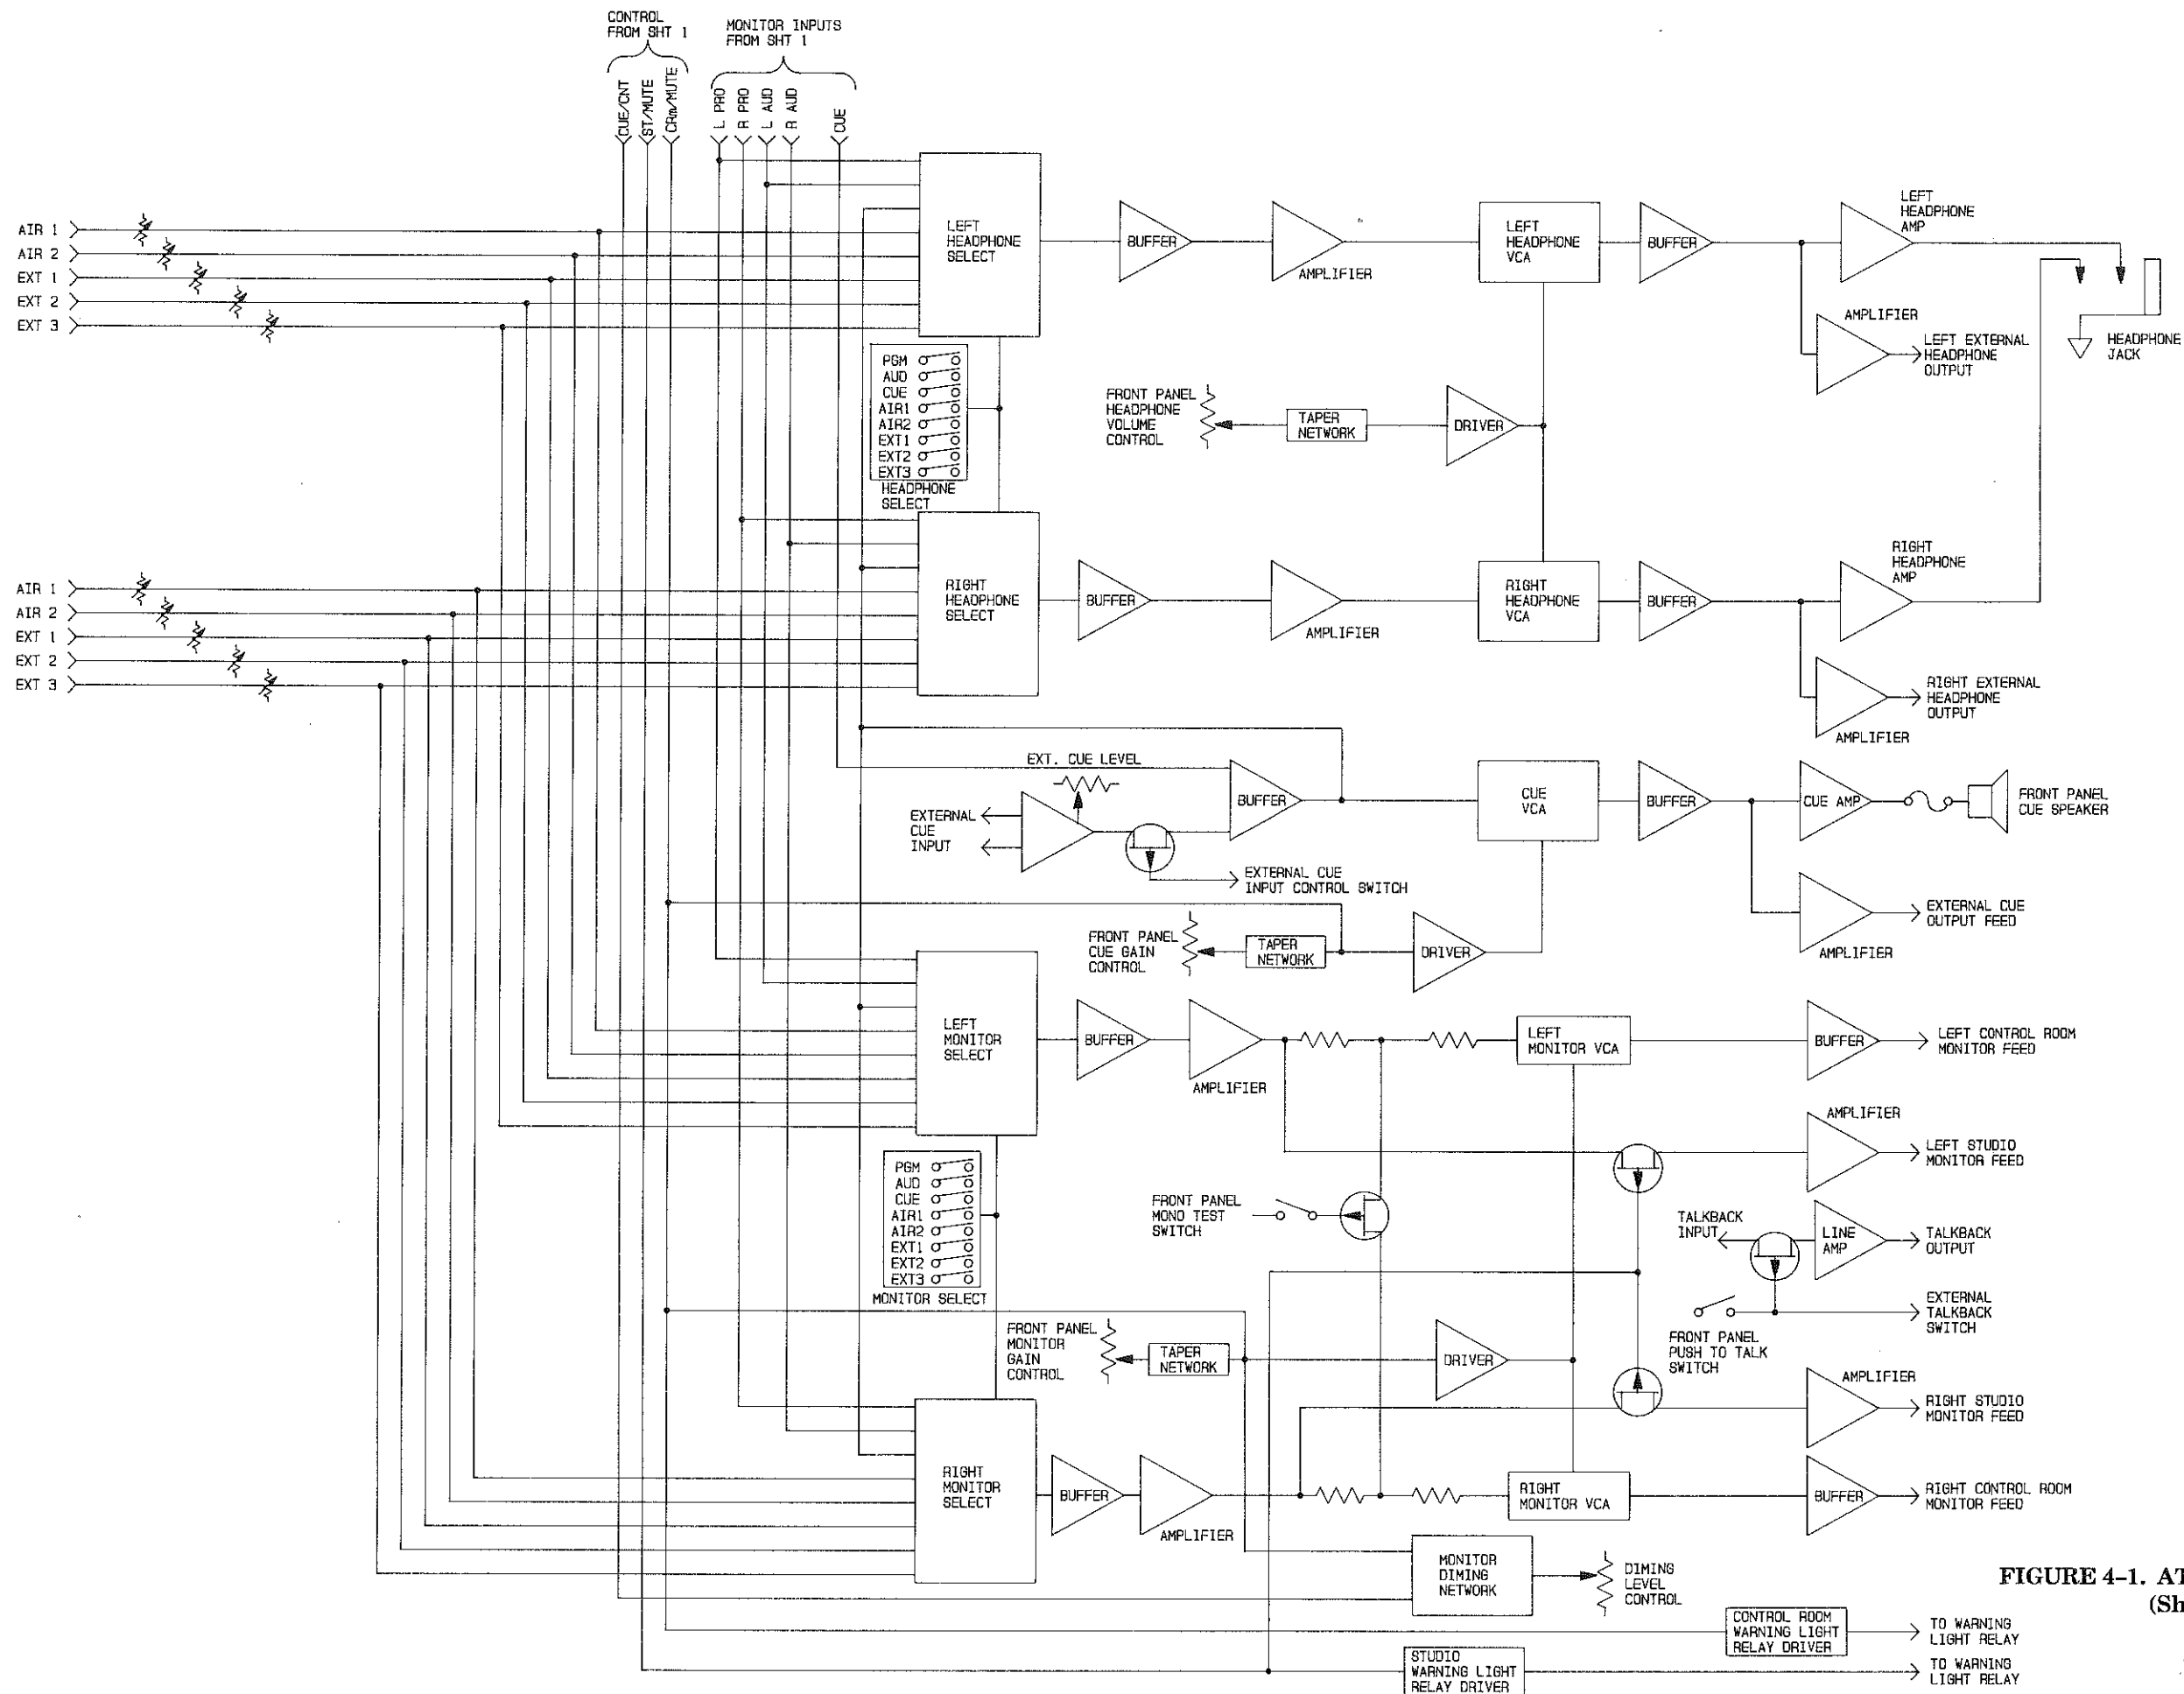 CONTROL
FROM SHT 1
MONITOR INPUTS
FROM SHT 1
CUE/CNT
ST/MUTE
CRm/MUTE
L PRO
R PRO
L AUD
R AUD
CUE
AIR 1
AIR 2
EXT 1
EXT 2
EXT 3
LEFT
HEADPHONE
SELECT
BUFFER
AMPLIFIER
LEFT
HEADPHONE
VCA
BUFFER
LEFT
HEADPHONE
AMP
AMPLIFIER
LEFT EXTERNAL
HEADPHONE
OUTPUT
HEADPHONE
JACK
PGM
AUD
CUE
AIR1
AIR2
EXT1
EXT2
EXT3
HEADPHONE
SELECT
FRONT PANEL
HEADPHONE
VOLUME
CONTROL
TAPER
NETWORK
DRIVER
AIR 1
AIR 2
EXT 1
EXT 2
EXT 3
RIGHT
HEADPHONE
SELECT
BUFFER
AMPLIFIER
RIGHT
HEADPHONE
VCA
BUFFER
RIGHT
HEADPHONE
AMP
RIGHT EXTERNAL
HEADPHONE
OUTPUT
AMPLIFIER
EXT. CUE LEVEL
EXTERNAL
CUE
INPUT
BUFFER
CUE
VCA
BUFFER
CUE AMP
FRONT PANEL
CUE SPEAKER
EXTERNAL CUE
INPUT CONTROL SWITCH
EXTERNAL CUE
OUTPUT FEED
AMPLIFIER
FRONT PANEL
CUE GAIN
CONTROL
TAPER
NETWORK
DRIVER
LEFT
MONITOR
SELECT
BUFFER
AMPLIFIER
LEFT
MONITOR VCA
BUFFER
LEFT CONTROL ROOM
MONITOR FEED
AMPLIFIER
LEFT STUDIO
MONITOR FEED
PGM
AUD
CUE
AIR1
AIR2
EXT1
EXT2
EXT3
MONITOR SELECT
FRONT PANEL
MONO TEST
SWITCH
TALKBACK
INPUT
LINE
AMP
TALKBACK
OUTPUT
EXTERNAL
TALKBACK
SWITCH
FRONT PANEL
PUSH TO TALK
SWITCH
FRONT PANEL
MONITOR
GAIN
CONTROL
TAPER
NETWORK
DRIVER
AMPLIFIER
RIGHT STUDIO
MONITOR FEED
RIGHT
MONITOR
SELECT
BUFFER
AMPLIFIER
RIGHT
MONITOR VCA
BUFFER
RIGHT CONTROL ROOM
MONITOR FEED
MONITOR
DIMING
NETWORK
DIMING
LEVEL
CONTROL
FIGURE 4-1. AT
(Sh
CONTROL ROOM
WARNING LIGHT
RELAY DRIVER
TO WARNING
LIGHT RELAY
STUDIO
WARNING LIGHT
RELAY DRIVER
TO WARNING
LIGHT RELAY